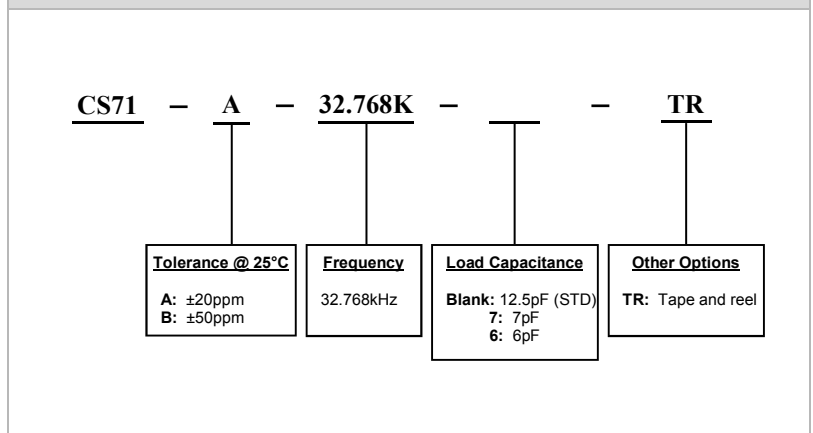 CS71 – A – 32.768K – – TR
Tolerance @ 25°C
A: ±20ppm
B: ±50ppm
Frequency
32.768kHz
Load Capacitance
Blank: 12.5pF (STD)
7: 7pF
6: 6pF
Other Options
TR: Tape and reel